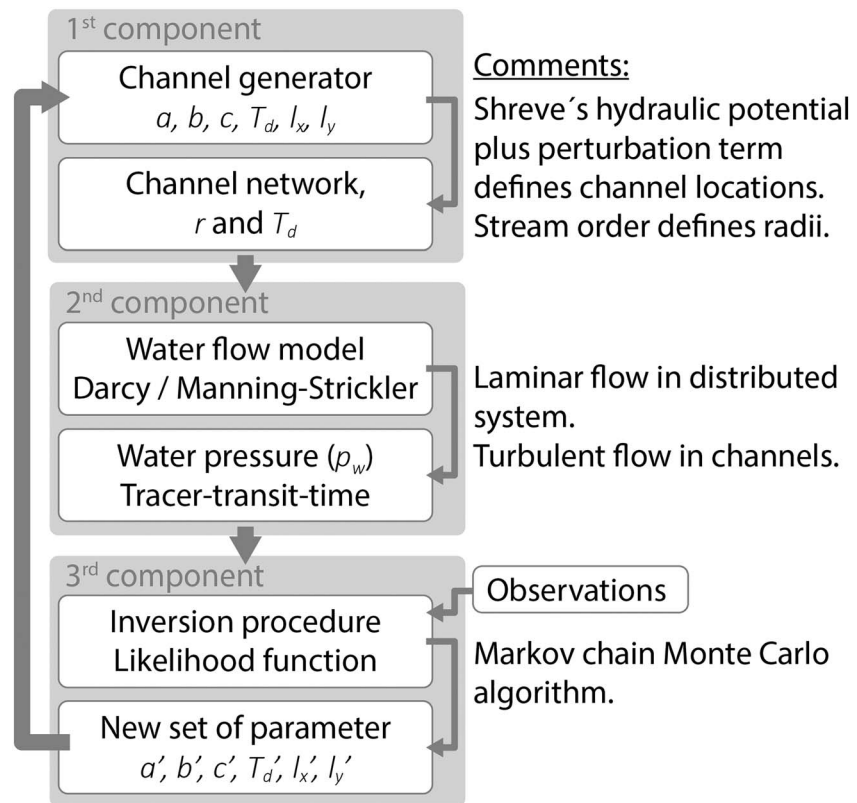 1st component
Channel generator
a, b, c, Td, lx, ly
Channel network,
r and Td
Comments:
Shreve´s hydraulic potential
plus perturbation term
defines channel locations.
Stream order defines radii.
2nd component
Water flow model
Darcy / Manning-Strickler
Water pressure (pw)
Tracer-transit-time
Laminar flow in distributed
system.
Turbulent flow in channels.
3rd component
Inversion procedure
Likelihood function
New set of parameter
a′, b′, c′, Td′, lx′, ly′
Observations
Markov chain Monte Carlo
algorithm.